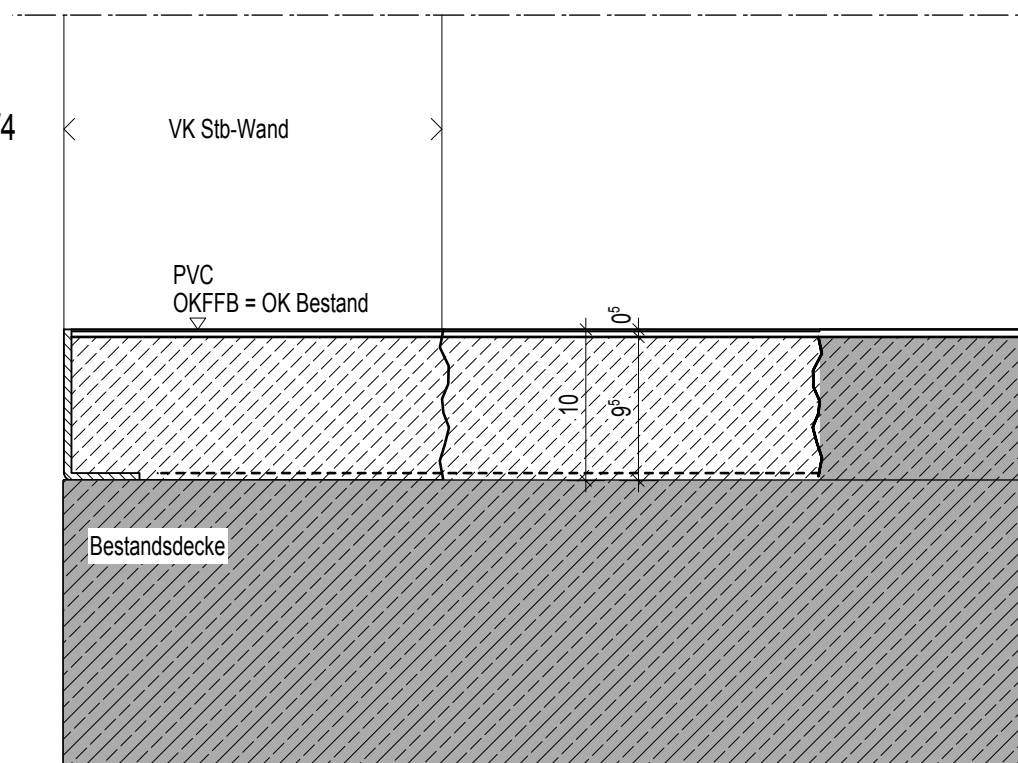 /4
VK Stb-Wand
PVC
OKFFB = OK Bestand
0⁵
10
9⁵
Bestandsdecke